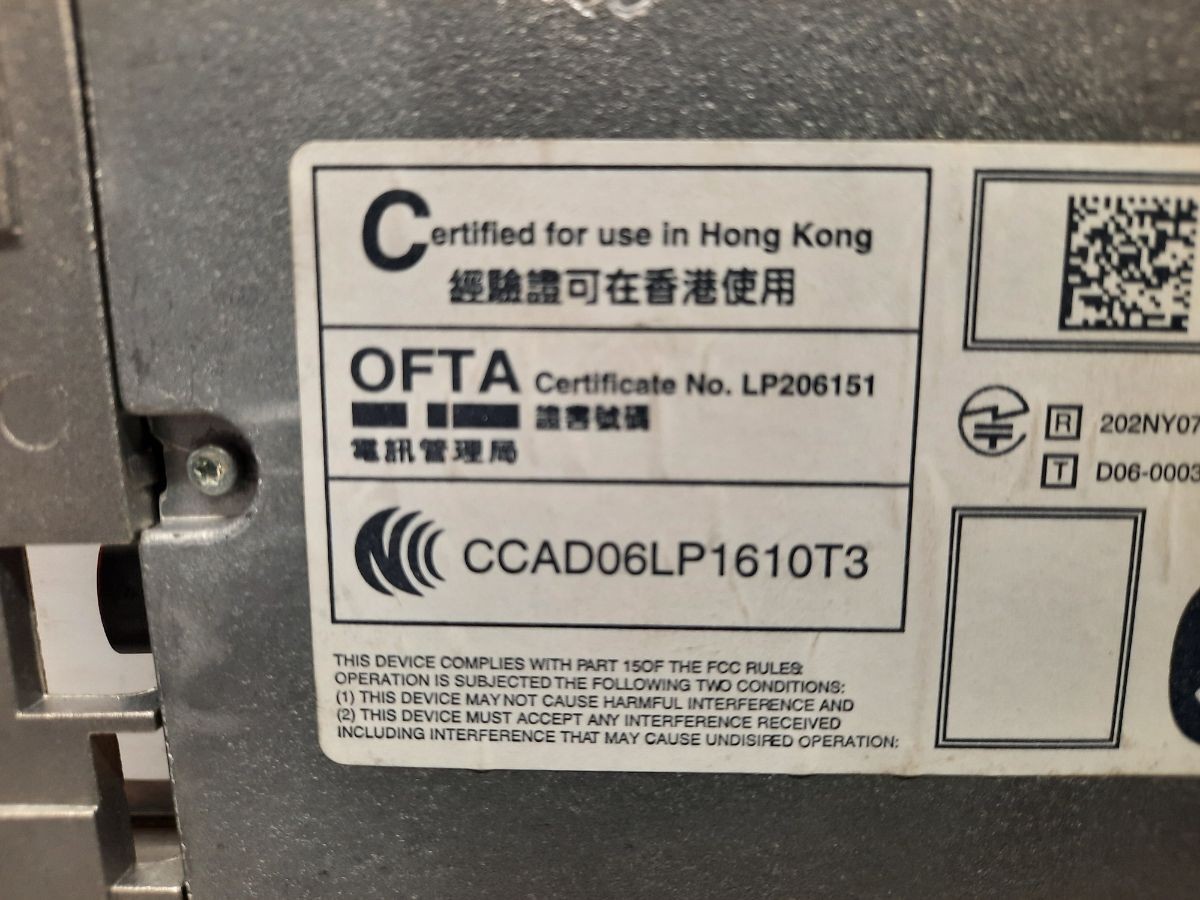 Certified for use in Hong Kong
經驗證可在香港使用
OFTA Certificate No. LP206151
證書號碼
電訊管理局
CCAD06LP1610T3
THIS DEVICE COMPLIES WITH PART 15OF THE FCC RULES:
OPERATION IS SUBJECTED THE FOLLOWING TWO CONDITIONS:
(1) THIS DEVICE MAY NOT CAUSE HARMFUL INTERFERENCE AND
(2) THIS DEVICE MUST ACCEPT ANY INTERFERENCE RECEIVED
INCLUDING INTERFERENCE THAT MAY CAUSE UNDISIRED OPERATION:
R 202NY07
T D06-0003